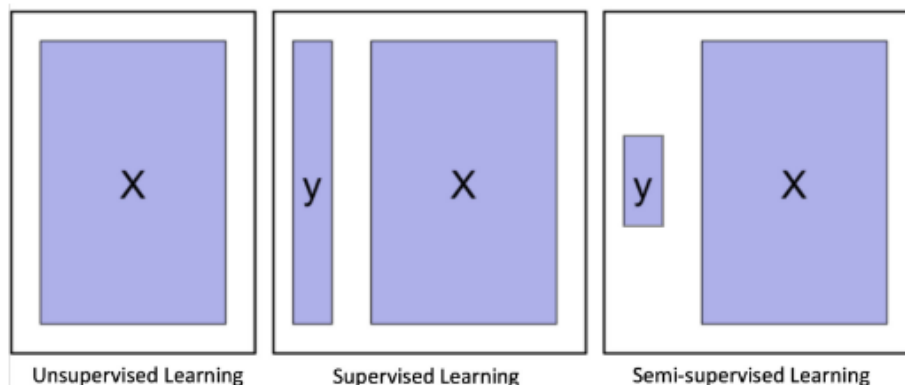 X
y
X
y
X
Unsupervised Learning
Supervised Learning
Semi-supervised Learning